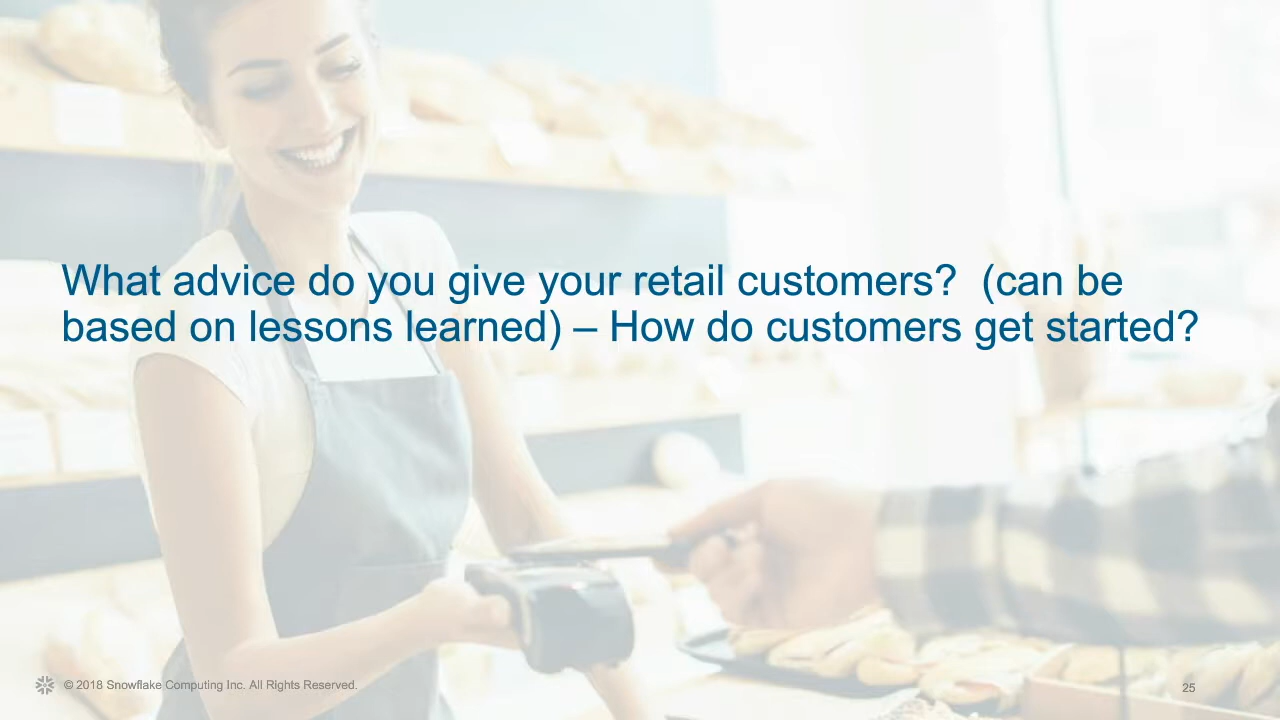 What advice do you give your retail customers?  (can be
based on lessons learned) – How do customers get started?
© 2018 Snowflake Computing Inc. All Rights Reserved.
25